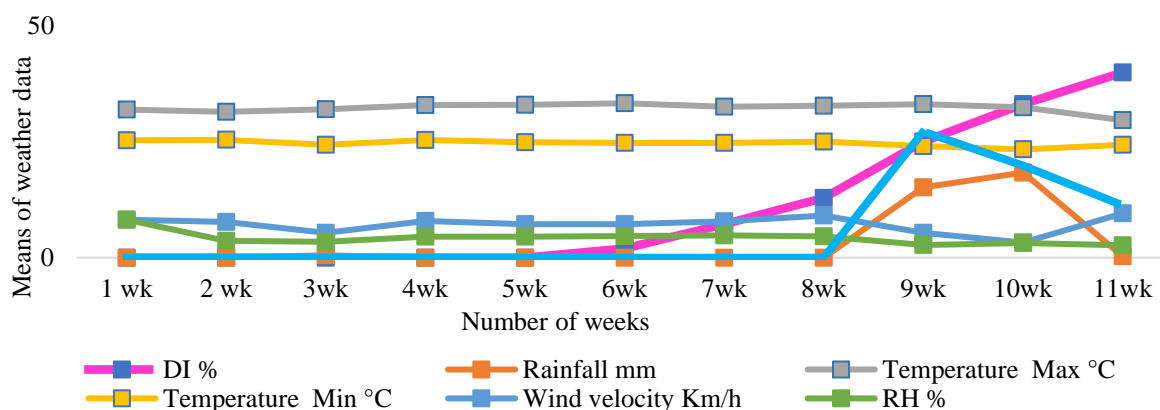 50
0
Means of weather data
1 wk 2 wk 3wk 4wk 5wk 6wk 7wk 8wk 9wk 10wk 11wk
Number of weeks
DI % Rainfall mm Temperature Max °C
Temperature Min °C Wind velocity Km/h RH %